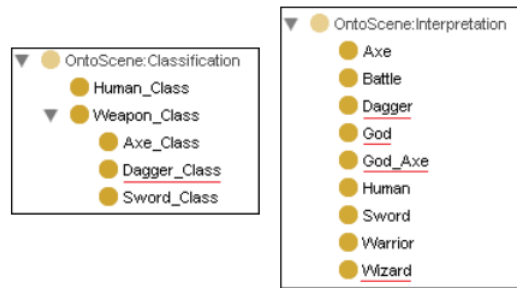 OntoScene:Classification
Human_Class
Weapon_Class
Axe_Class
Dagger_Class
Sword_Class
OntoScene:Interpretation
Axe
Battle
Dagger
God
God_Axe
Human
Sword
Warrior
Wizard